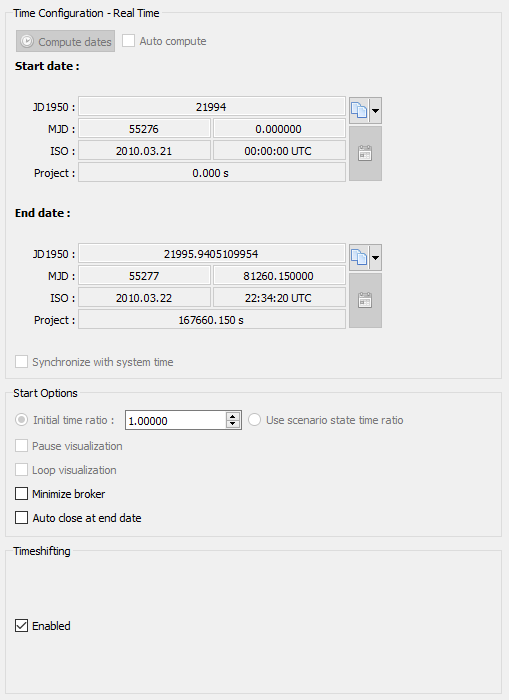 Time Configuration - Real Time
Compute dates Auto compute
Start date :
JD1950 : 21994
MJD : 55276 0.000000
ISO : 2010.03.21 00:00:00 UTC
Project : 0.000 s
End date :
JD1950 : 21995.9405109954
MJD : 55277 81260.150000
ISO : 2010.03.22 22:34:20 UTC
Project : 167660.150 s
Synchronize with system time
Start Options
Initial time ratio : 1.00000 Use scenario state time ratio
Pause visualization
Loop visualization
Minimize broker
Auto close at end date
Timeshifting
Enabled